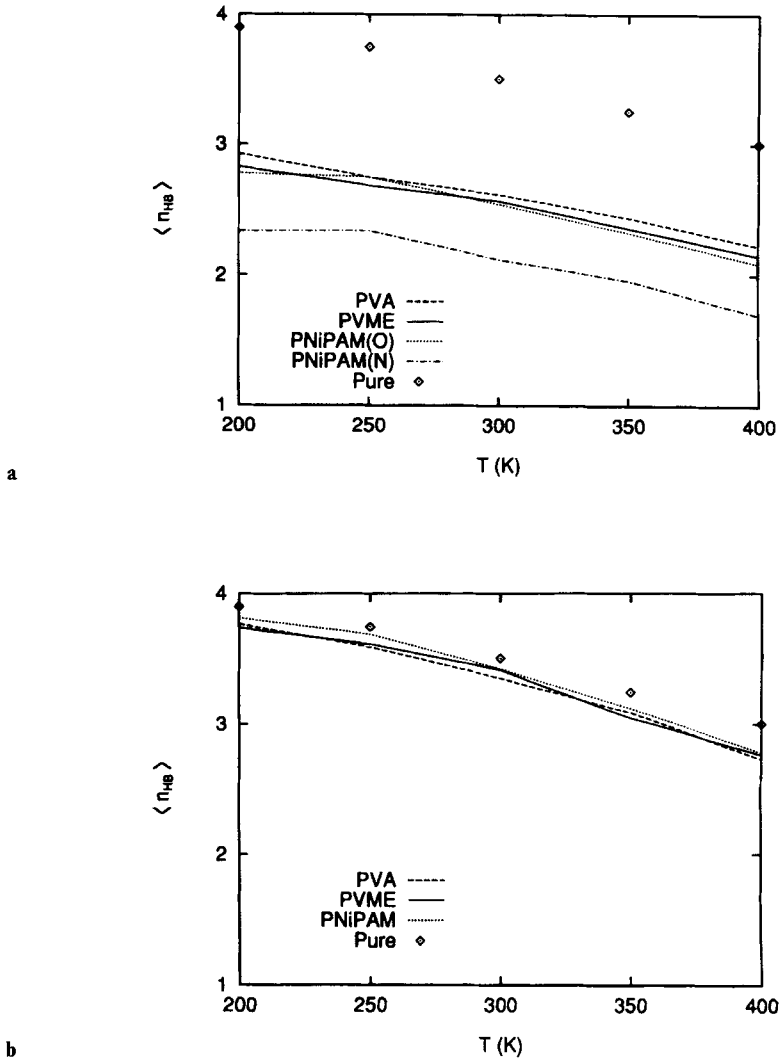 4
3
2
1
⟨ n_HB ⟩
PVA
PVME
PNiPAM(O)
PNiPAM(N)
Pure
200 250 300 350 400
T (K)
a
4
3
2
1
⟨ n_HB ⟩
PVA
PVME
PNiPAM
Pure
200 250 300 350 400
T (K)
b